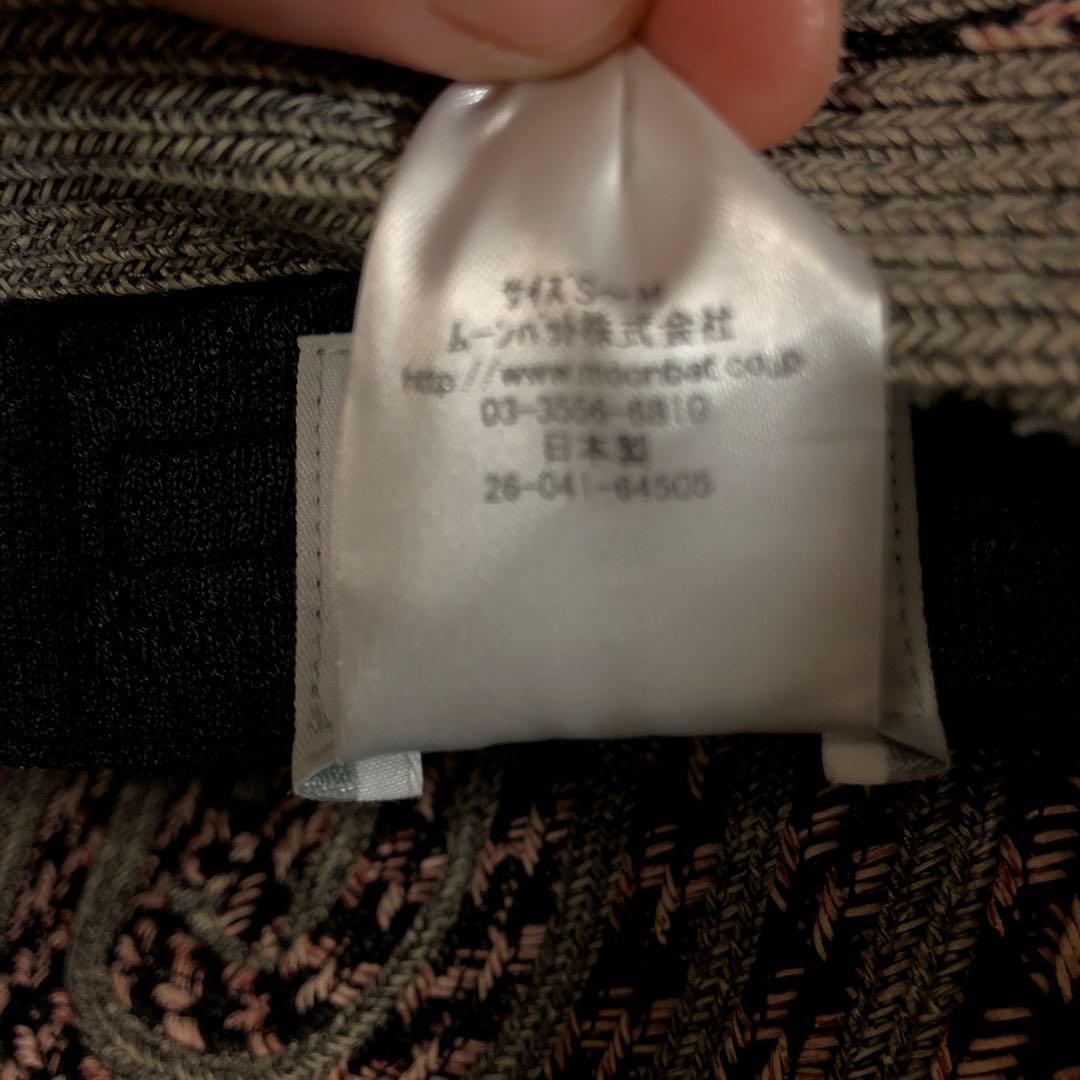 サイズ S〜M
ムーンバット株式会社
http://www.moonbat.co.jp
03-3556-6810
日本製
26-041-64505